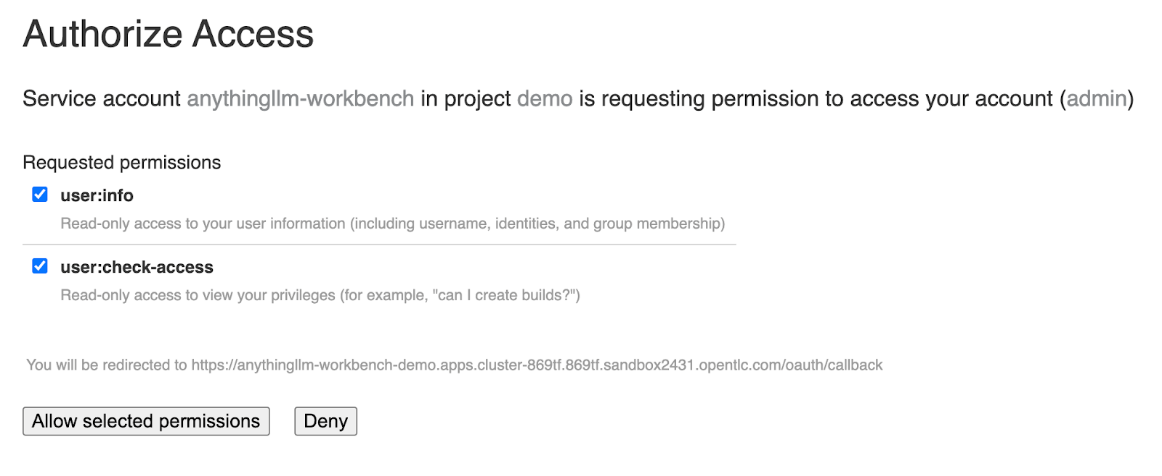 Authorize Access
Service account anythingllm-workbench in project demo is requesting permission to access your account (admin)
Requested permissions
user:info
Read-only access to your user information (including username, identities, and group membership)
user:check-access
Read-only access to view your privileges (for example, "can I create builds?")
You will be redirected to https://anythingllm-workbench-demo.apps.cluster-869tf.869tf.sandbox2431.opentlc.com/oauth/callback
Allow selected permissions Deny